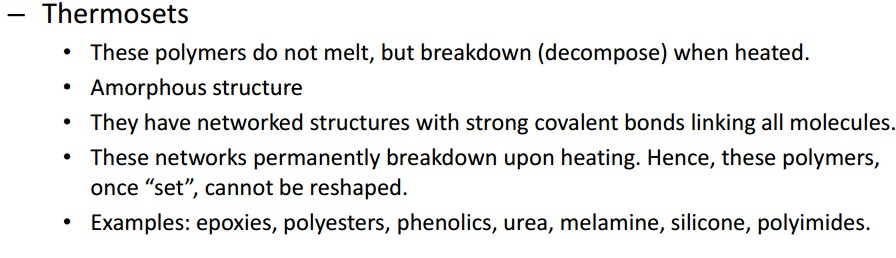 – Thermosets
• These polymers do not melt, but breakdown (decompose) when heated.
• Amorphous structure
• They have networked structures with strong covalent bonds linking all molecules.
• These networks permanently breakdown upon heating. Hence, these polymers,
once “set”, cannot be reshaped.
• Examples: epoxies, polyesters, phenolics, urea, melamine, silicone, polyimides.